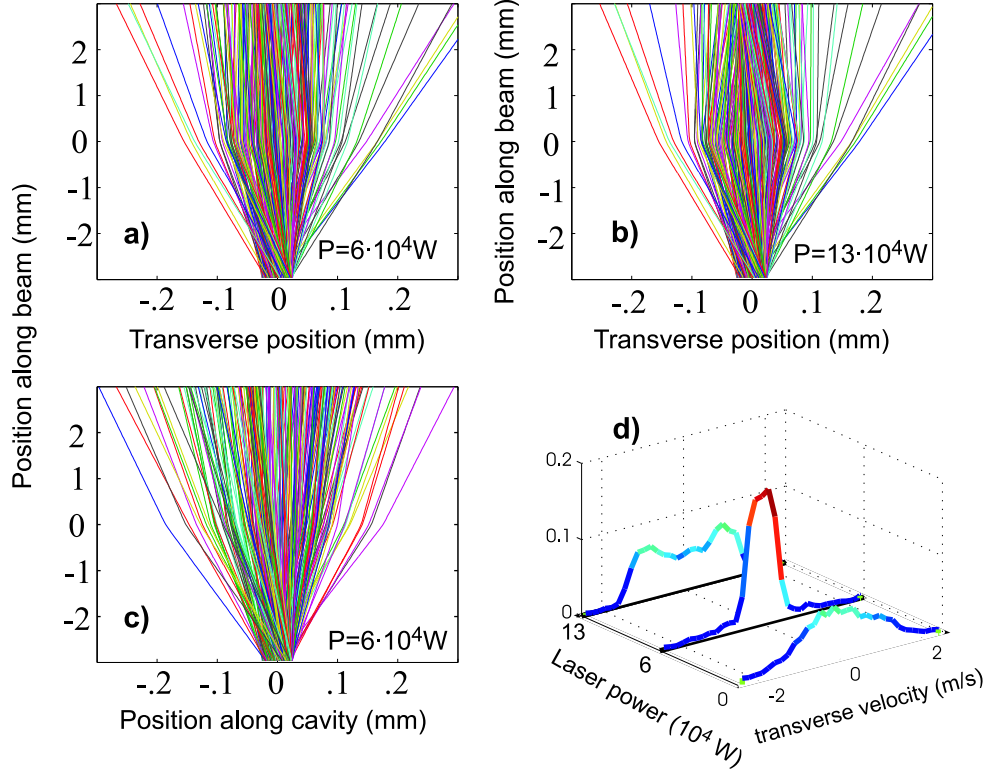 Position along beam (mm)
2
1
0
-1
-2
a)
P=6·10⁴W
-.2
-.1
0
.1
.2
Transverse position (mm)
Position along beam (mm)
2
1
0
-1
-2
b)
P=13·10⁴W
-.2
-.1
0
.1
.2
Transverse position (mm)
2
1
0
-1
-2
c)
P=6·10⁴W
-.2
-.1
0
.1
.2
Position along cavity (mm)
d)
0.2
0.1
0
13
6
0
Laser power (10⁴ W)
-2
0
2
transverse velocity (m/s)